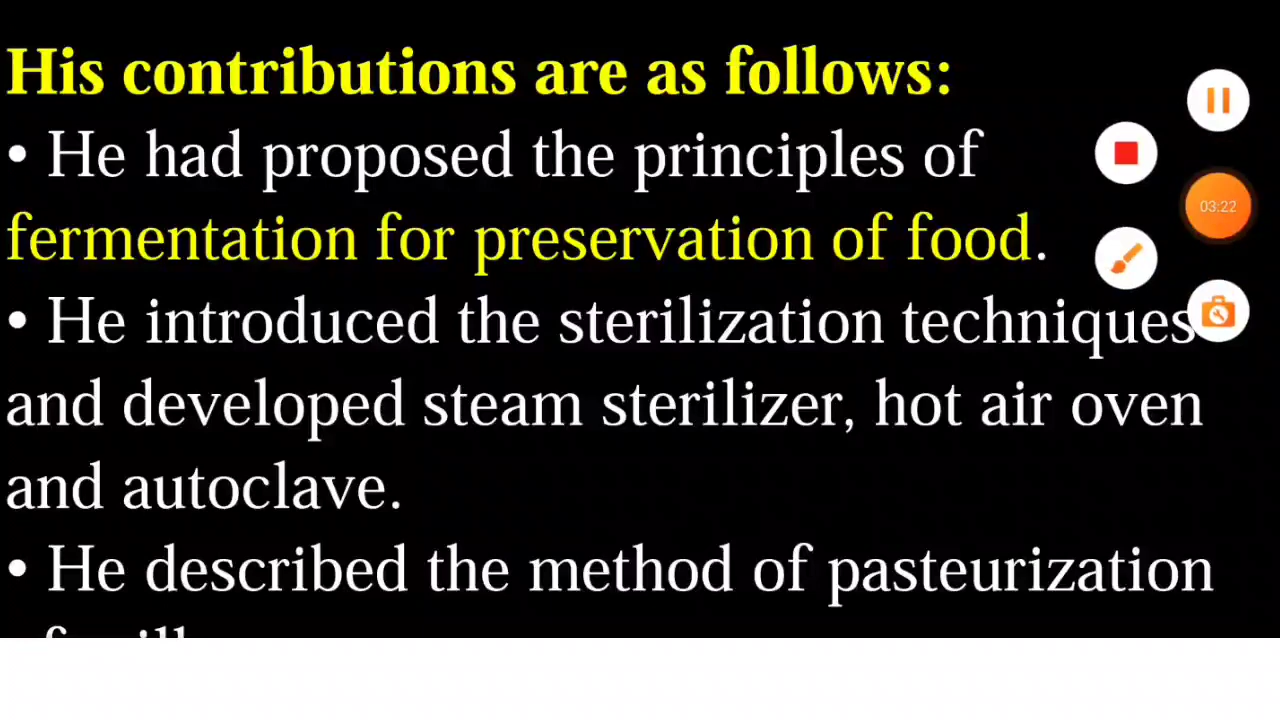 His contributions are as follows:
• He had proposed the principles of
fermentation for preservation of food.
• He introduced the sterilization techniques
and developed steam sterilizer, hot air oven
and autoclave.
• He described the method of pasteurization
03:22